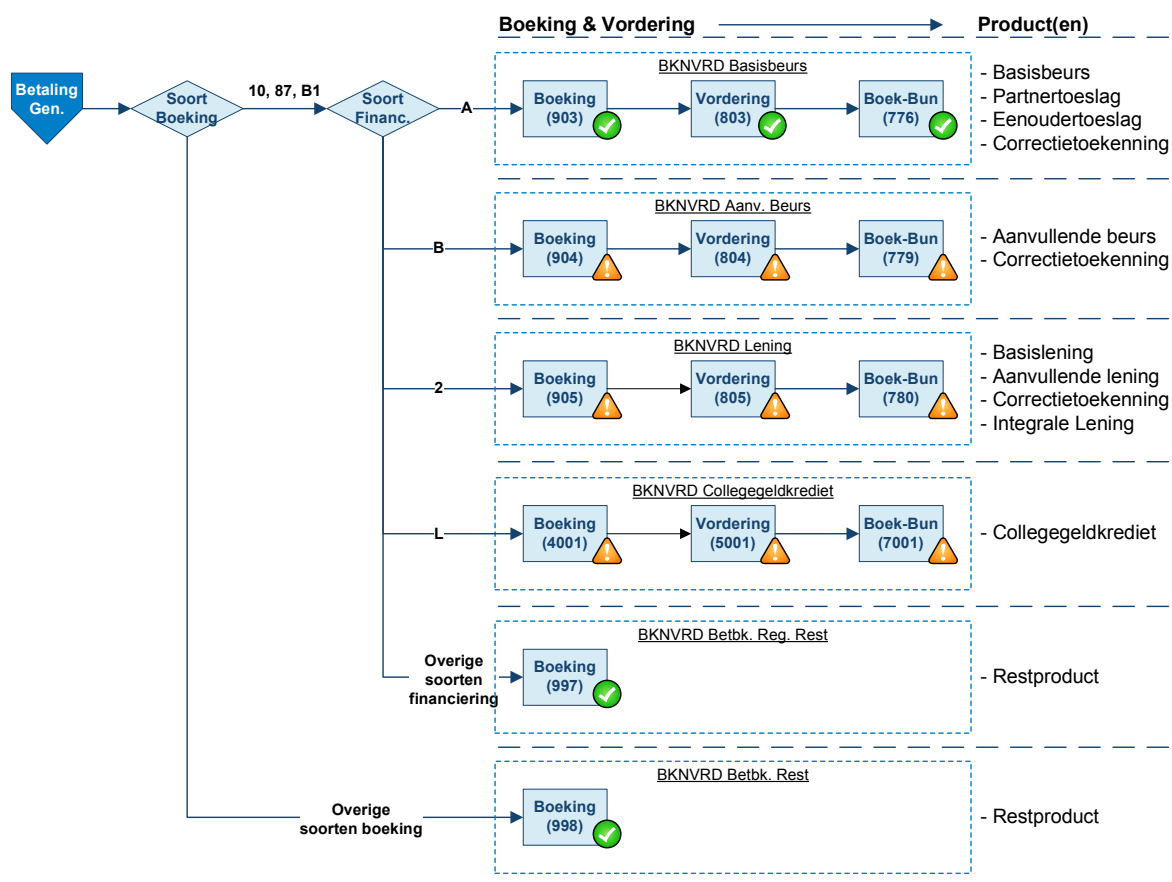 Boeking & Vordering
Product(en)
Betaling
Gen.
Soort
Boeking
10, 87, B1
Soort
Financ.
A
BKNVRD Basisbeurs
Boeking
(903)
Vordering
(803)
Boek-Bun
(776)
- Basisbeurs
- Partnertoeslag
- Eenoudertoeslag
- Correctietoekenning
B
BKNVRD Aanv. Beurs
Boeking
(904)
Vordering
(804)
Boek-Bun
(779)
- Aanvullende beurs
- Correctietoekenning
2
BKNVRD Lening
Boeking
(905)
Vordering
(805)
Boek-Bun
(780)
- Basislening
- Aanvullende lening
- Correctietoekenning
- Integrale Lening
L
BKNVRD Collegegeldkrediet
Boeking
(4001)
Vordering
(5001)
Boek-Bun
(7001)
- Collegegeldkrediet
Overige
soorten
financiering
BKNVRD Betbk. Reg. Rest
Boeking
(997)
- Restproduct
Overige
soorten boeking
BKNVRD Betbk. Rest
Boeking
(998)
- Restproduct